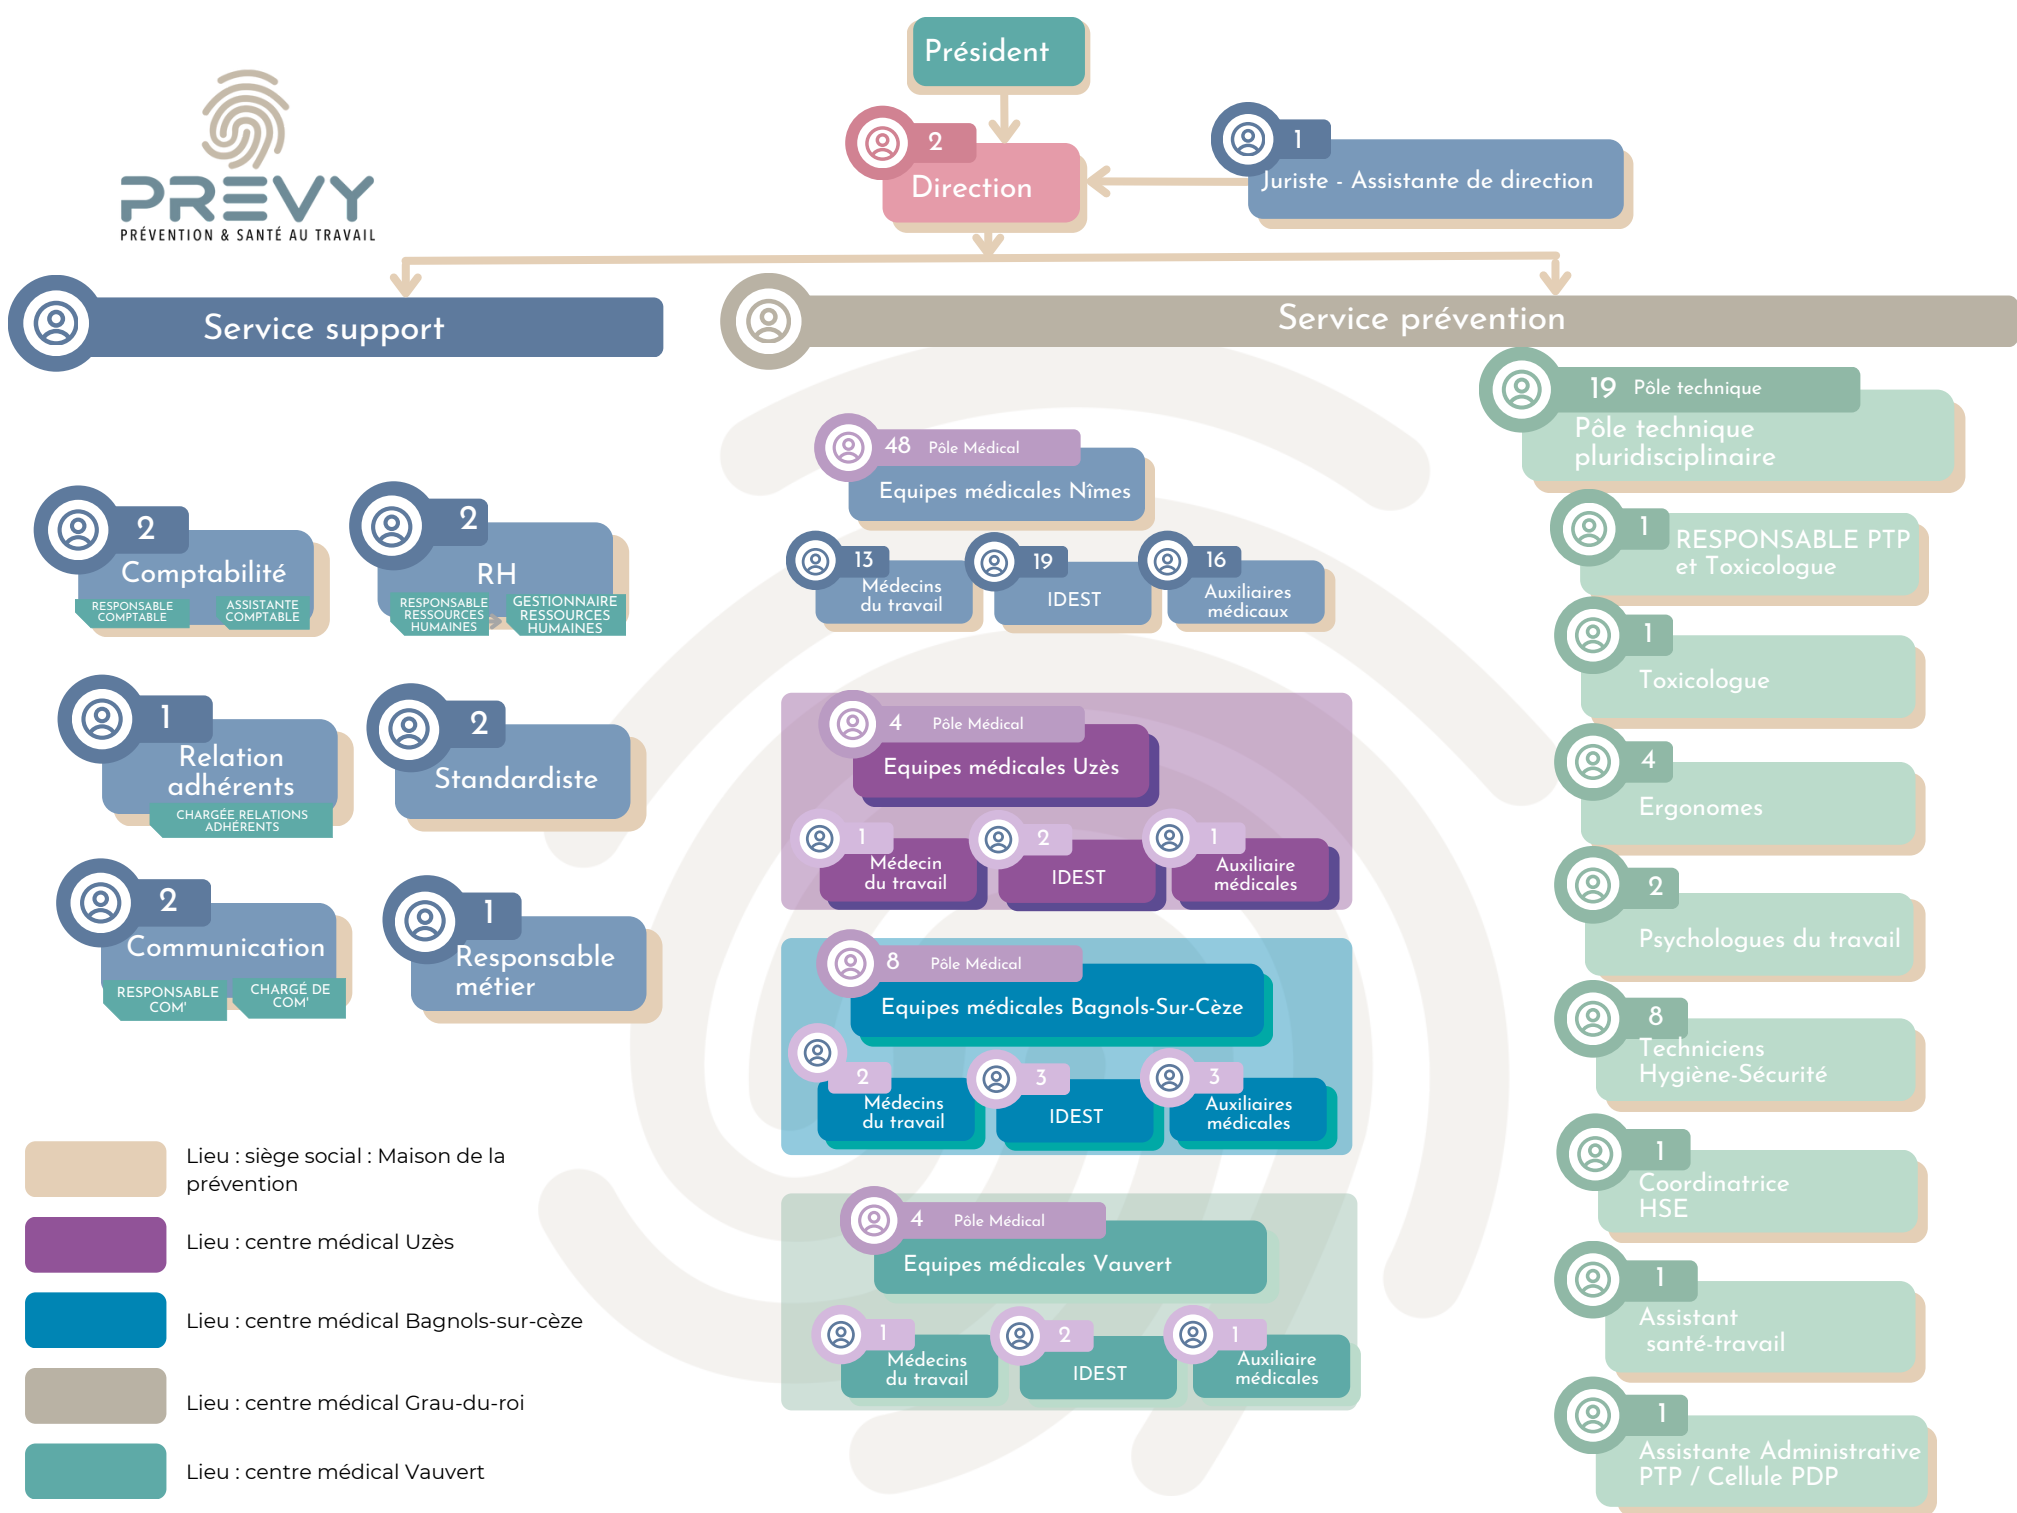 Président
2
Direction
1
Juriste - Assistante de direction
PREVY
PRÉVENTION & SANTÉ AU TRAVAIL
Service support
2
Comptabilité
RESPONSABLE
COMPTABLE
ASSISTANTE
COMPTABLE
2
RH
RESPONSABLE
RESSOURCES
HUMAINES
GESTIONNAIRE
RESSOURCES
HUMAINES
1
Relation
adhérents
CHARGÉE RELATIONS
ADHÉRENTS
2
Standardiste
2
Communication
RESPONSABLE
COM'
CHARGÉ DE
COM'
1
Responsable
métier
Service prévention
48 Pôle Médical
Equipes médicales Nîmes
13
Médecins
du travail
19
IDEST
16
Auxiliaires
médicaux
4 Pôle Médical
Equipes médicales Uzès
1
Médecin
du travail
2
IDEST
1
Auxiliaire
médicales
8 Pôle Médical
Equipes médicales Bagnols-Sur-Cèze
2
Médecins
du travail
3
IDEST
3
Auxiliaires
médicales
4 Pôle Médical
Equipes médicales Vauvert
1
Médecins
du travail
2
IDEST
1
Auxiliaire
médicales
19 Pôle technique
Pôle technique
pluridisciplinaire
1
RESPONSABLE PTP
et Toxicologue
1
Toxicologue
4
Ergonomes
2
Psychologues du travail
8
Techniciens
Hygiène-Sécurité
1
Coordinatrice
HSE
1
Assistant
santé-travail
1
Assistante Administrative
PTP / Cellule PDP
Lieu : siège social : Maison de la
prévention
Lieu : centre médical Uzès
Lieu : centre médical Bagnols-sur-cèze
Lieu : centre médical Grau-du-roi
Lieu : centre médical Vauvert